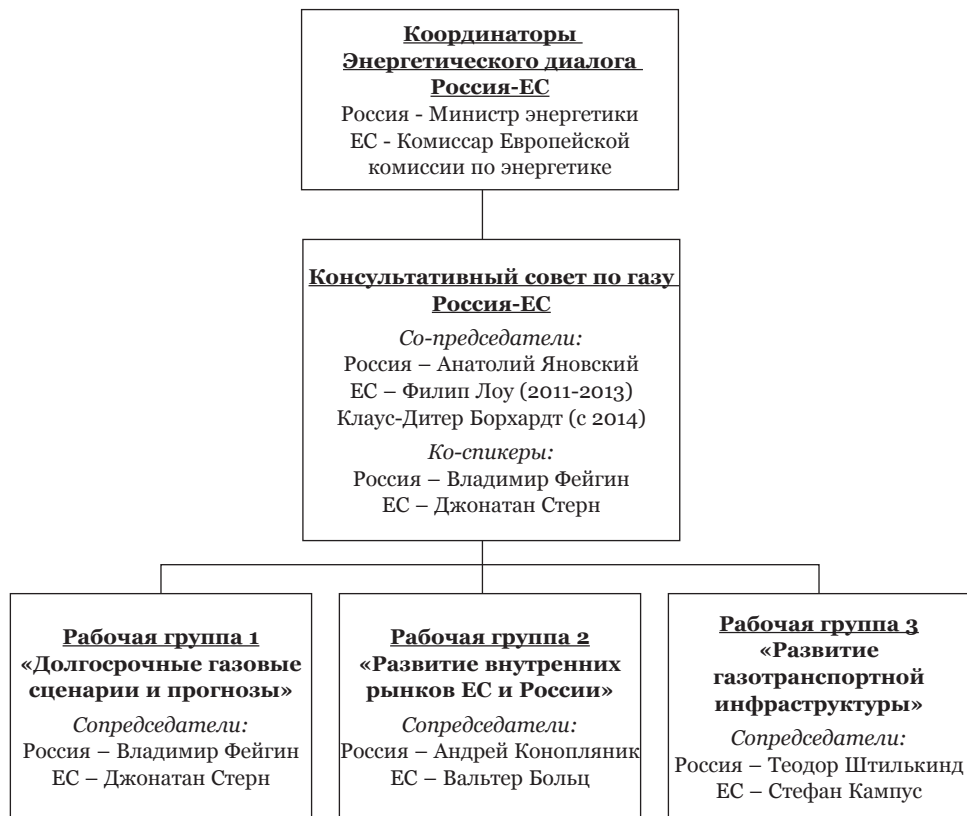 Координаторы
Энергетического диалога
Россия-ЕС
Россия - Министр энергетики
ЕС - Комиссар Европейской
комиссии по энергетике
Консультативный совет по газу
Россия-ЕС
Со-председатели:
Россия – Анатолий Яновский
ЕС – Филип Лоу (2011-2013)
Клаус-Дитер Борхардт (с 2014)
Ко-спикеры:
Россия – Владимир Фейгин
ЕС – Джонатан Стерн
Рабочая группа 1
«Долгосрочные газовые
сценарии и прогнозы»
Сопредседатели:
Россия – Владимир Фейгин
ЕС – Джонатан Стерн
Рабочая группа 2
«Развитие внутренних
рынков ЕС и России»
Сопредседатели:
Россия – Андрей Конопляник
ЕС – Вальтер Больц
Рабочая группа 3
«Развитие
газотранспортной
инфраструктуры»
Сопредседатели:
Россия – Теодор Штилькинд
ЕС – Стефан Кампус